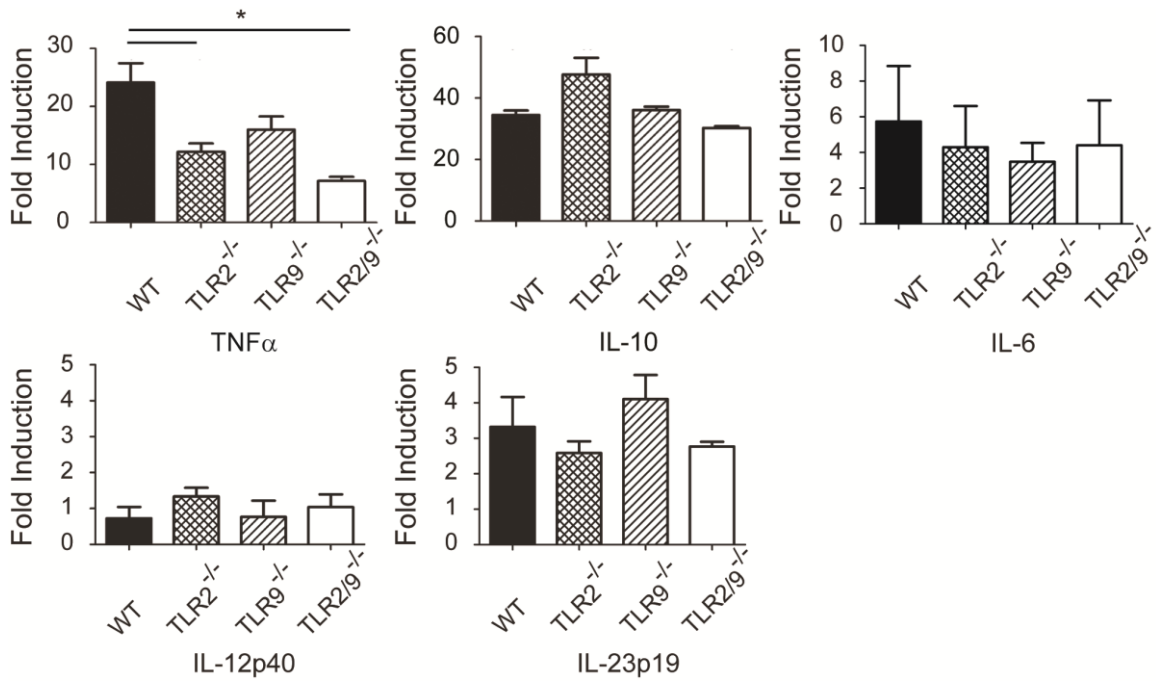 *
Fold Induction
30
20
10
0
WT
TLR2-/-
TLR9-/-
TLR2/9-/-
TNFα
Fold Induction
60
40
20
0
WT
TLR2-/-
TLR9-/-
TLR2/9-/-
IL-10
Fold Induction
10
8
6
4
2
0
WT
TLR2-/-
TLR9-/-
TLR2/9-/-
IL-6
Fold Induction
5
4
3
2
1
0
WT
TLR2-/-
TLR9-/-
TLR2/9-/-
IL-12p40
Fold Induction
5
4
3
2
1
0
WT
TLR2-/-
TLR9-/-
TLR2/9-/-
IL-23p19